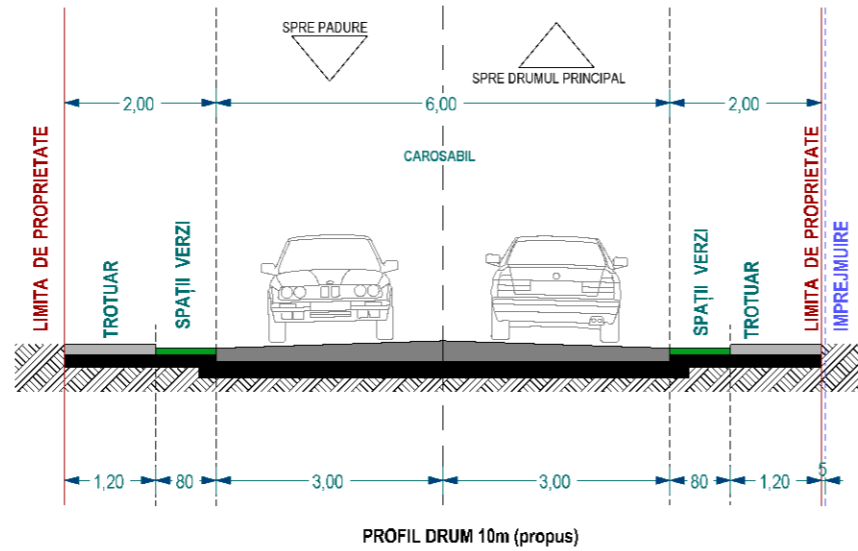 SPRE PADURE
SPRE DRUMUL PRINCIPAL
2,00
6,00
2,00
CAROSABIL
LIMITA DE PROPRIETATE
TROTUAR
SPAȚII VERZI
SPAȚII VERZI
TROTUAR
LIMITA DE PROPRIETATE
IMPREJMUIRE
1,20
80
3,00
3,00
80
1,20
5
PROFIL DRUM 10m (propus)